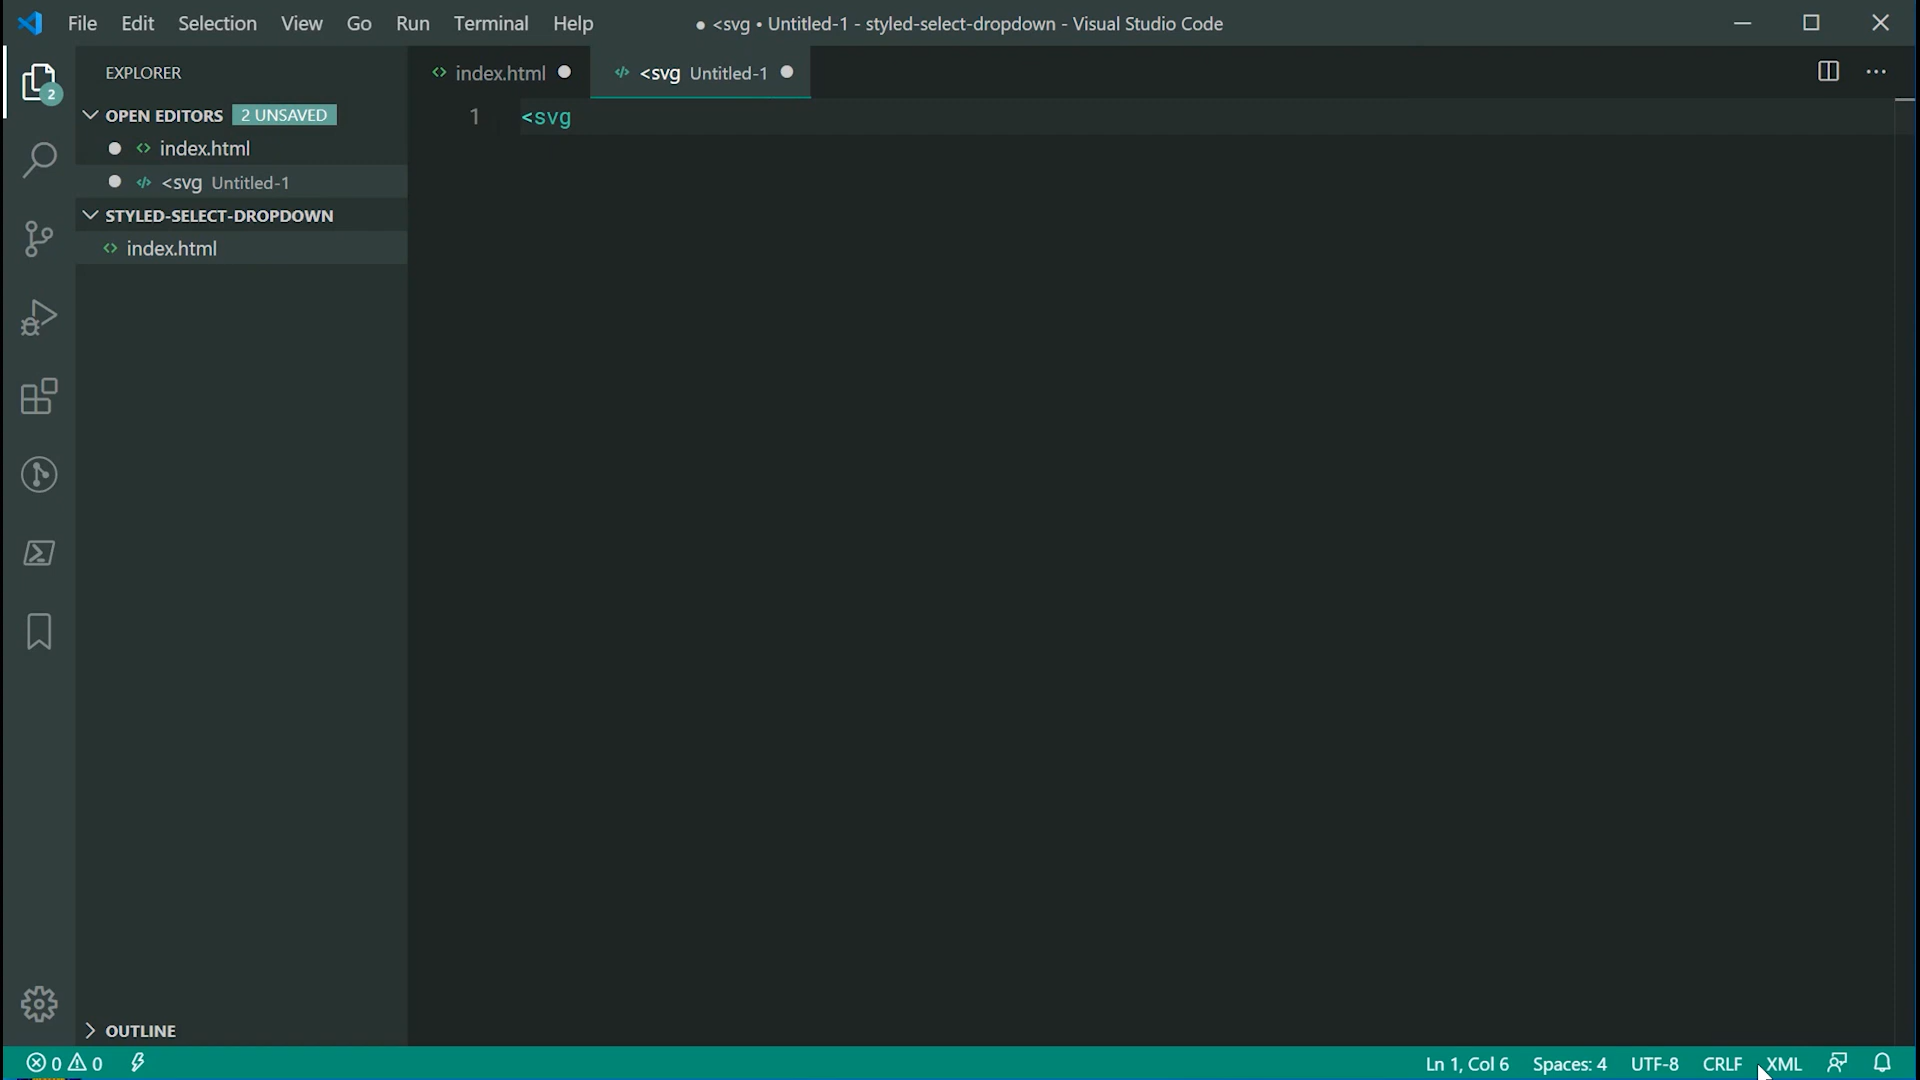 File Edit Selection View Go Run Terminal Help ● <svg • Untitled-1 - styled-select-dropdown - Visual Studio Code
EXPLORER
index.html
<svg Untitled-1
2
OPEN EDITORS 2 UNSAVED
index.html
<svg Untitled-1
STYLED-SELECT-DROPDOWN
index.html
1 <svg
OUTLINE
0 0 Ln 1, Col 6 Spaces: 4 UTF-8 CRLF XML